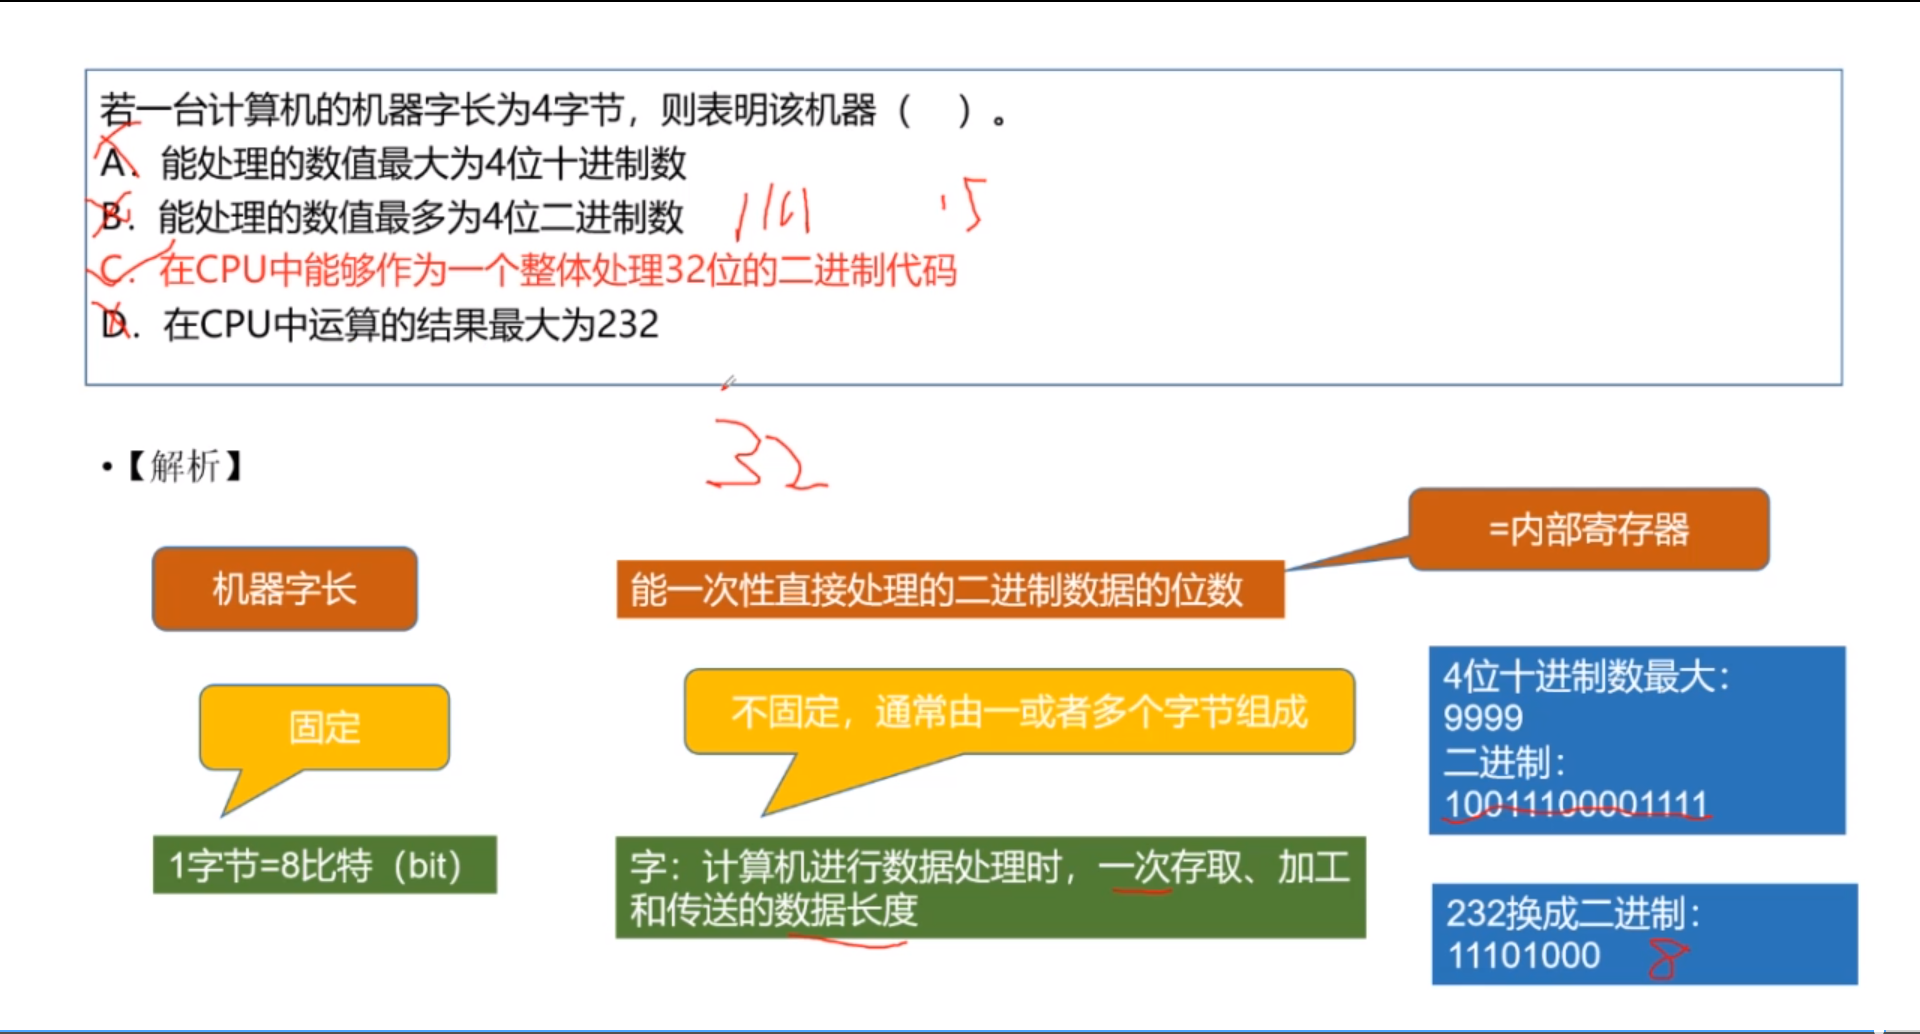 若一台计算机的机器字长为4字节，则表明该机器（　）。
A．能处理的数值最大为4位十进制数
B．能处理的数值最多为4位二进制数
1101
15
C．在CPU中能够作为一个整体处理32位的二进制代码
D．在CPU中运算的结果最大为232
32
•【解析】
=内部寄存器
机器字长
能一次性直接处理的二进制数据的位数
固定
不固定，通常由一或者多个字节组成
4位十进制数最大：
9999
二进制：
10011100001111
1字节=8比特（bit）
字：计算机进行数据处理时，一次存取、加工
和传送的数据长度
232换成二进制：
11101000
8